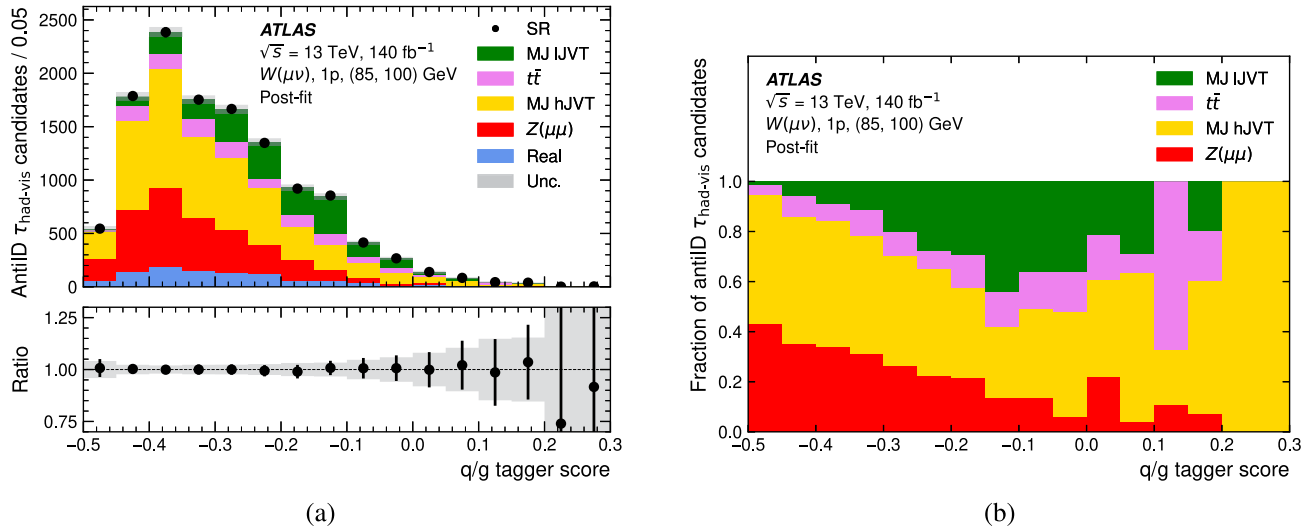 AntiID τhad-vis candidates / 0.05
2500
2000
1500
1000
500
0
ATLAS
√s = 13 TeV, 140 fb⁻¹
W(μν), 1p, (85, 100) GeV
Post-fit
SR
MJ lJVT
tt̄
MJ hJVT
Z(μμ)
Real
Unc.
Ratio
1.25
1.00
0.75
−0.5 −0.4 −0.3 −0.2 −0.1 0.0 0.1 0.2 0.3
q/g tagger score
(a)
Fraction of antiID τhad-vis candidates
1.0
0.8
0.6
0.4
0.2
0.0
ATLAS
√s = 13 TeV, 140 fb⁻¹
W(μν), 1p, (85, 100) GeV
Post-fit
MJ lJVT
tt̄
MJ hJVT
Z(μμ)
−0.5 −0.4 −0.3 −0.2 −0.1 0.0 0.1 0.2 0.3
q/g tagger score
(b)